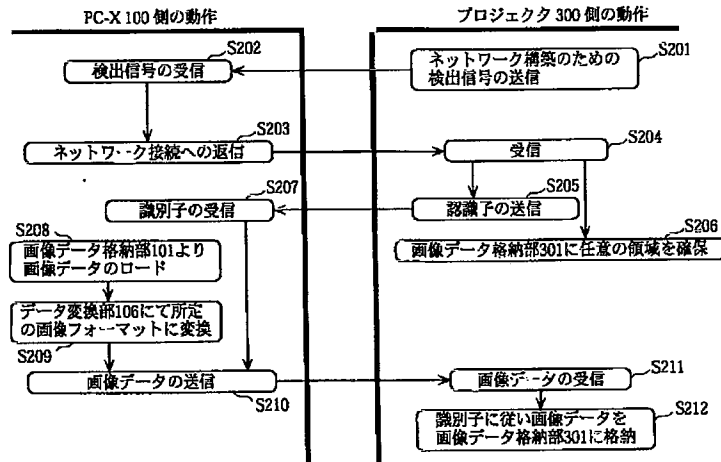 PC-X 100側の動作
プロジェクタ 300側の動作
S201
ネットワーク構築のための
検出信号の送信
S202
検出信号の受信
S203
ネットワーク接続への返信
S204
受信
S205
認識子の送信
S206
画像データ格納部301に任意の領域を確保
S207
識別子の受信
S208
画像データ格納部101より
画像データのロード
データ変換部106にて所定
の画像フォーマットに変換
S209
画像データの送信
S210
S211
画像データの受信
S212
識別子に従い画像データを
画像データ格納部301に格納